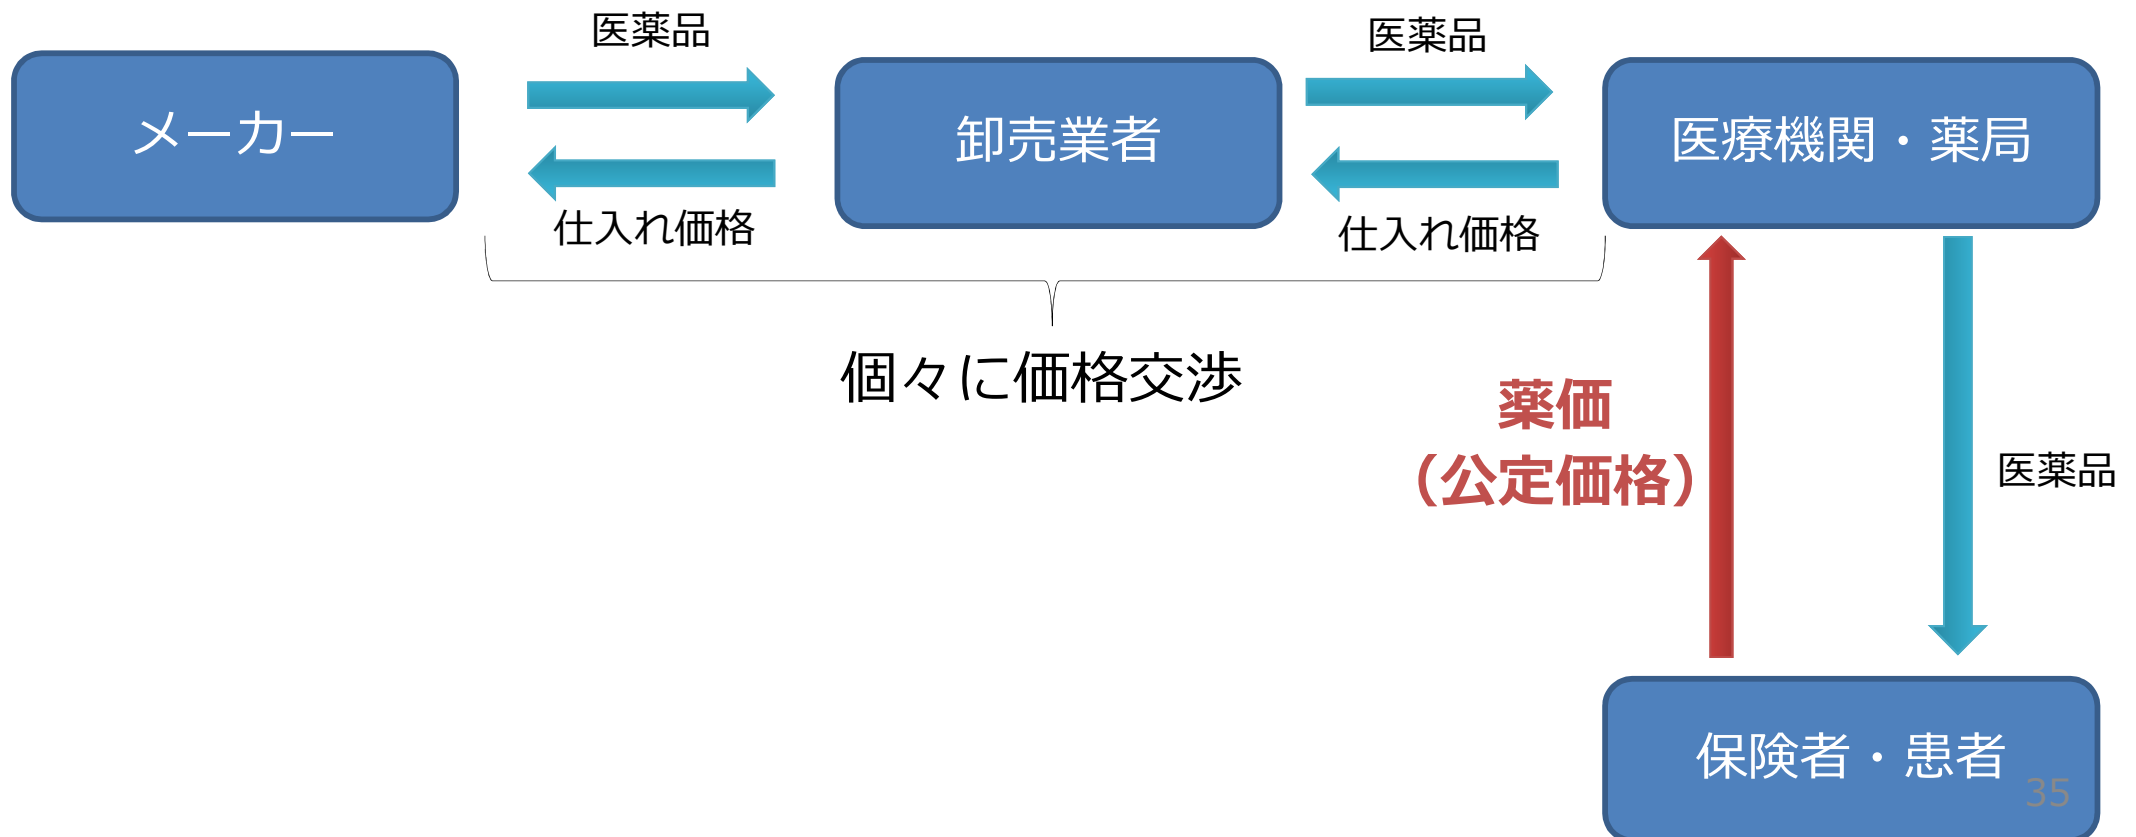 医薬品
医薬品
メーカー
卸売業者
医療機関・薬局
仕入れ価格
仕入れ価格
個々に価格交渉
薬価
（公定価格）
医薬品
保険者・患者
35